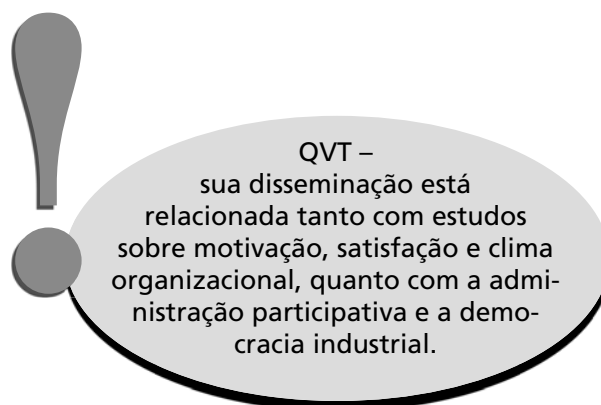 QVT –
sua disseminação está
relacionada tanto com estudos
sobre motivação, satisfação e clima
organizacional, quanto com a admi-
nistração participativa e a demo-
cracia industrial.